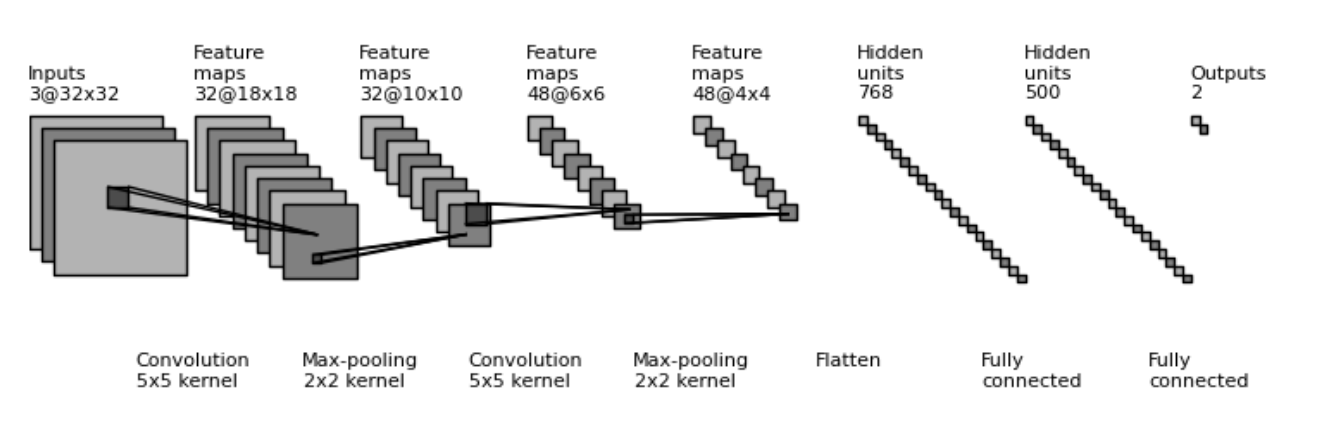 Inputs
3@32x32
Feature
maps
32@18x18
Feature
maps
32@10x10
Feature
maps
48@6x6
Feature
maps
48@4x4
Hidden
units
768
Hidden
units
500
Outputs
2
Convolution
5x5 kernel
Max-pooling
2x2 kernel
Convolution
5x5 kernel
Max-pooling
2x2 kernel
Flatten
Fully
connected
Fully
connected